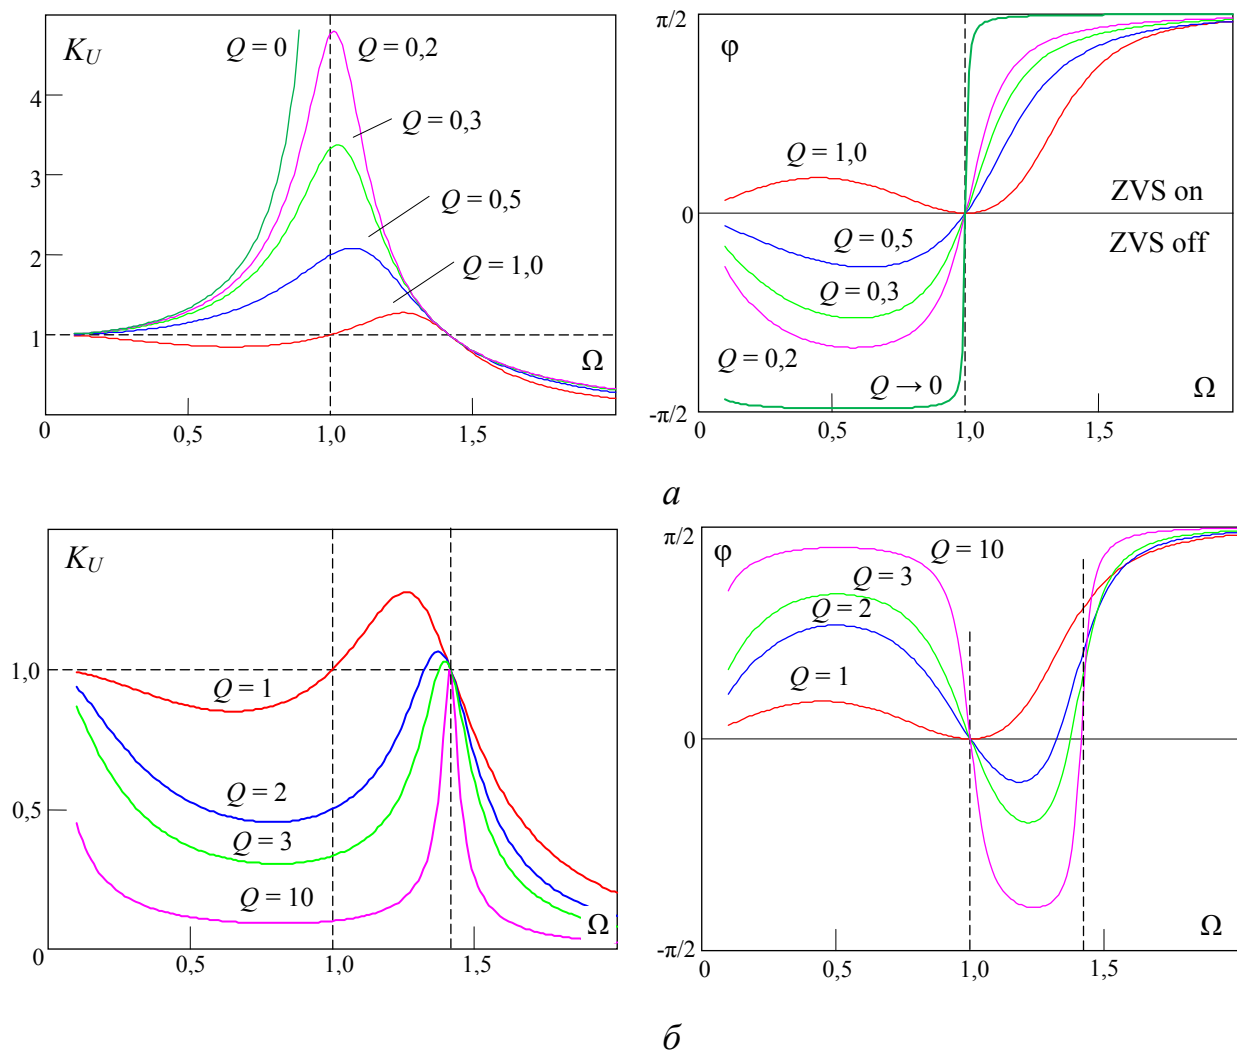 K_U
Q = 0
Q = 0,2
Q = 0,3
Q = 0,5
Q = 1,0
4
3
2
1
Ω
0
0,5
1,0
1,5
π/2
φ
Q = 1,0
ZVS on
0
ZVS off
Q = 0,5
Q = 0,3
Q = 0,2
Q → 0
Ω
-π/2
0
0,5
1,0
1,5
а
K_U
1,0
Q = 1
Q = 2
0,5
Q = 3
Q = 10
Ω
0
0,5
1,0
1,5
π/2
φ
Q = 10
Q = 3
Q = 2
Q = 1
0
Ω
-π/2
0
0,5
1,0
1,5
б